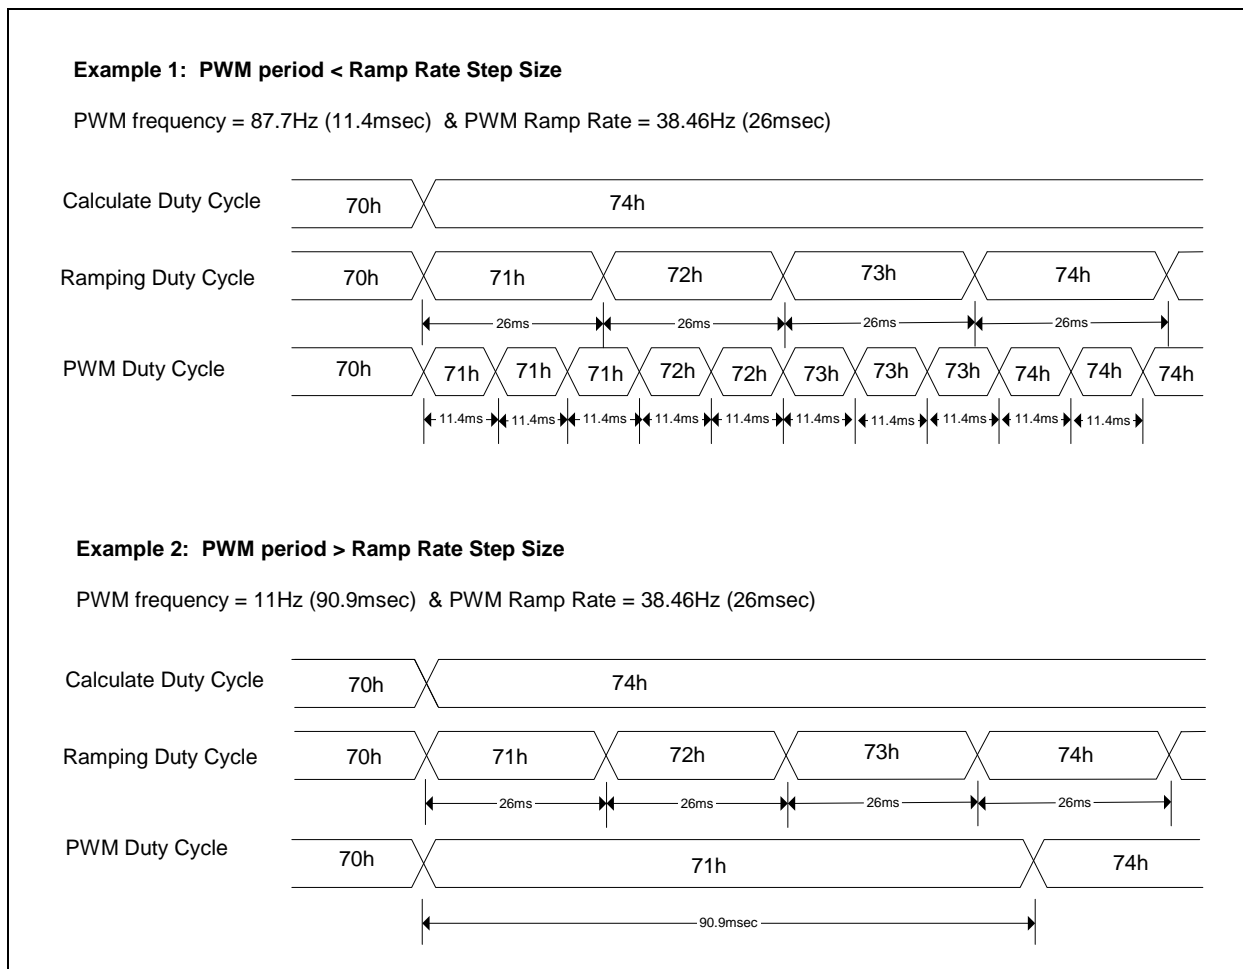 Example 1: PWM period < Ramp Rate Step Size
PWM frequency = 87.7Hz (11.4msec) & PWM Ramp Rate = 38.46Hz (26msec)
Calculate Duty Cycle 70h 74h
Ramping Duty Cycle 70h 71h 72h 73h 74h
26ms 26ms 26ms 26ms
PWM Duty Cycle 70h 71h 71h 71h 72h 72h 73h 73h 73h 74h 74h 74h
11.4ms 11.4ms 11.4ms 11.4ms 11.4ms 11.4ms 11.4ms 11.4ms 11.4ms 11.4ms
Example 2: PWM period > Ramp Rate Step Size
PWM frequency = 11Hz (90.9msec) & PWM Ramp Rate = 38.46Hz (26msec)
Calculate Duty Cycle 70h 74h
Ramping Duty Cycle 70h 71h 72h 73h 74h
26ms 26ms 26ms 26ms
PWM Duty Cycle 70h 71h 74h
90.9msec